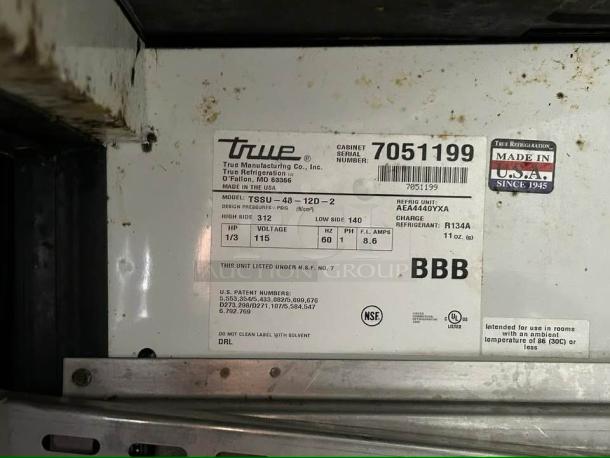 true®
True Manufacturing Co., Inc.
True Refrigeration
O'Fallon, MO 63366
MADE IN THE USA
CABINET SERIAL NUMBER: 7051199
7051199
MODEL: TSSU-48-12D-2
DESIGN PRESSURES - PSIG
HIGH SIDE 312 LOW SIDE 140
REFRIG UNIT:
AEA4440YXA
CHARGE
REFRIGERANT: R134A
11 oz. (s)
HP VOLTAGE HZ PH F.L. AMPS
1/3 115 60 1 8.6
THIS UNIT LISTED UNDER N.S.F. NO. 7
BBB
AUCTION GROUP
U.S. PATENT NUMBERS:
5,553,354/5,433,082/5,699,676
D273,298/D271,107/5,584,547
6,792,769
NSF
UL
LISTED
DO NOT CLEAN LABEL WITH SOLVENT
DRL
TRUE REFRIGERATION
MADE IN
U.S.A.
SINCE 1945
Intended for use in rooms
with an ambient
temperature of 86 (30C) or
less